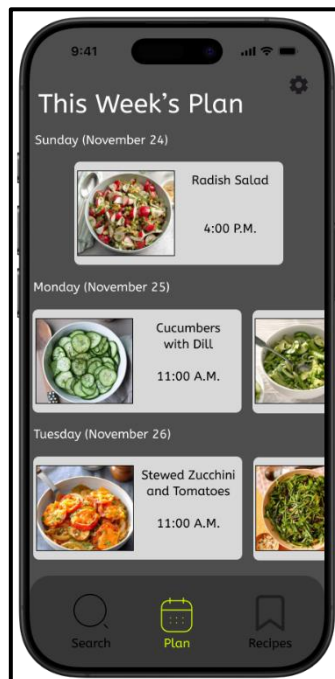 9:41
This Week's Plan
Sunday (November 24)
Radish Salad
4:00 P.M.
Monday (November 25)
Cucumbers
with Dill
11:00 A.M.
Tuesday (November 26)
Stewed Zucchini
and Tomatoes
11:00 A.M.
Search
Plan
Recipes